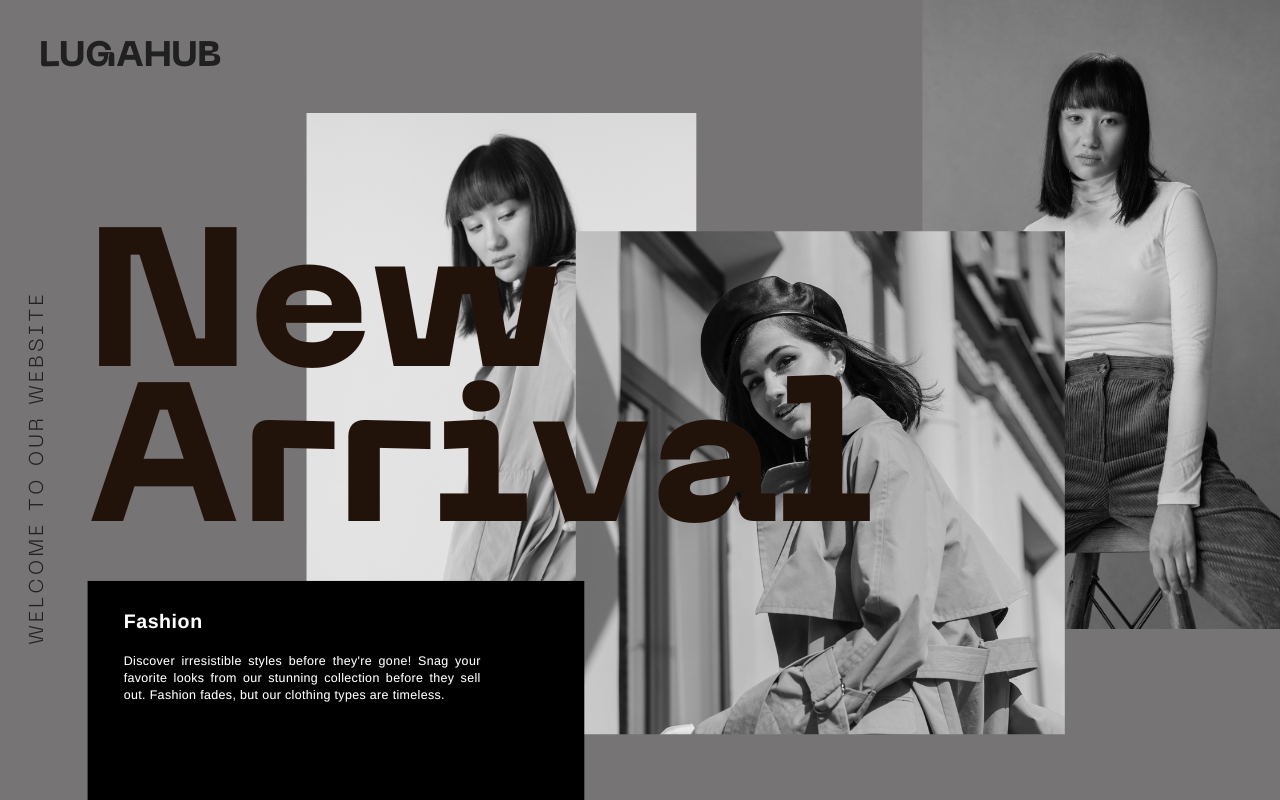 LUGAHUB
New
Arrival
WELCOME TO OUR WEBSITE
Fashion
Discover irresistible styles before they're gone! Snag your
favorite looks from our stunning collection before they sell
out. Fashion fades, but our clothing types are timeless.